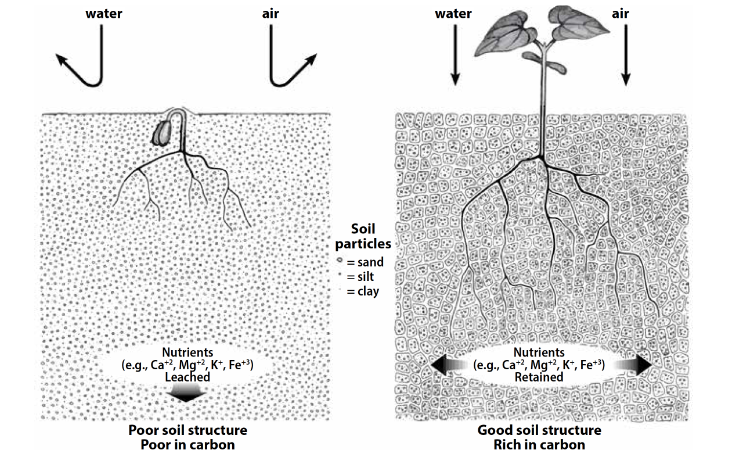 water
air
Nutrients
(e.g., Ca⁺², Mg⁺², K⁺, Fe⁺³)
Leached
Poor soil structure
Poor in carbon
Soil
particles
= sand
= silt
= clay
water
air
Nutrients
(e.g., Ca⁺², Mg⁺², K⁺, Fe⁺³)
Retained
Good soil structure
Rich in carbon